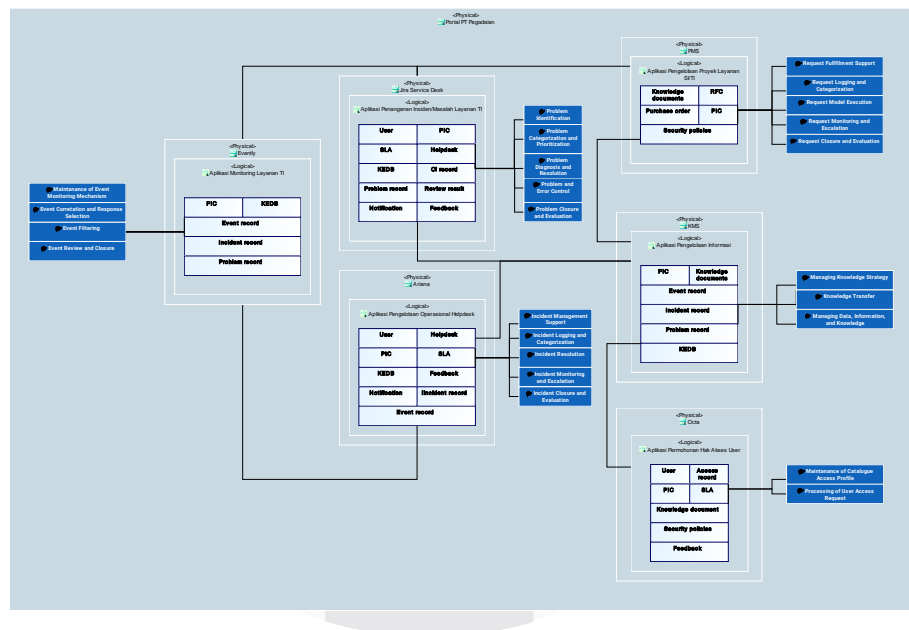 «Physical»
Portal PT Pegadaian
«Physical»
Evently
«Logical»
Aplikasi Monitoring Layanan TI
PIC
KEDB
Event record
Incident record
Problem record
Maintanance of Event
Monitoring Mechanism
Event Correlation and Response
Selection
Event Filtering
Event Review and Closure
«Physical»
Jira Service Desk
«Logical»
Aplikasi Penanganan Insiden/Masalah Layanan TI
User
PIC
SLA
Helpdesk
KEDB
CI record
Problem record
Review result
Notification
Feedback
Problem
Identification
Problem
Categorization and
Prioritization
Problem
Diagnosis and
Resolution
Problem and
Error Control
Problem Closure
and Evaluation
«Physical»
Ariana
«Logical»
Aplikasi Pengelolaan Operasional Helpdesk
User
Helpdesk
PIC
SLA
KEDB
Feedback
Notification
Incident record
Event record
Incident Management
Support
Incident Logging and
Categorization
Incident Resolution
Incident Monitoring
and Escalation
Incident Closure and
Evaluation
«Physical»
PMS
«Logical»
Aplikasi Pengelolaan Proyek Layanan
SI/TI
Knowledge
documents
RFC
Purchase order
PIC
Security policies
Request Fullfilment Support
Request Logging and
Categorization
Request Model Execution
Request Monitoring and
Escalation
Request Closure and Evaluation
«Physical»
KMS
«Logical»
Aplikasi Pengelolaan Informasi
PIC
Knowledge
documents
Event record
Incident record
Problem record
KEDB
Managing Knowledge Strategy
Knowledge Transfer
Managing Data, Information,
and Knowledge
«Physical»
Octa
«Logical»
Aplikasi Permohonan Hak Akses User
User
Access
record
PIC
SLA
Knowledge document
Security policies
Feedback
Maintanance of Catalogue
Access Profile
Processing of User Access
Request